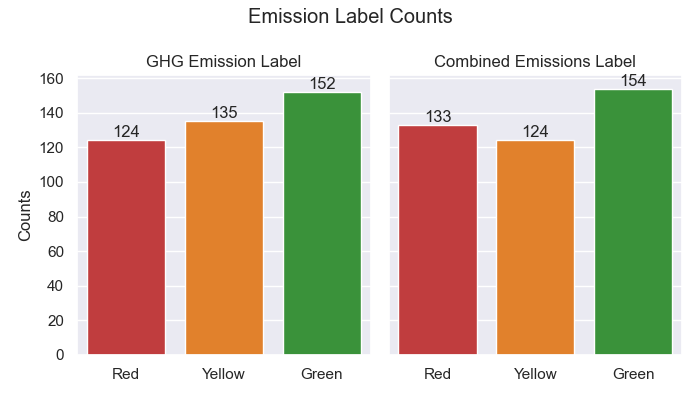 Emission Label Counts
GHG Emission Label
Combined Emissions Label
Counts
160
140
120
100
80
60
40
20
0
124
135
152
133
124
154
Red
Yellow
Green
Red
Yellow
Green